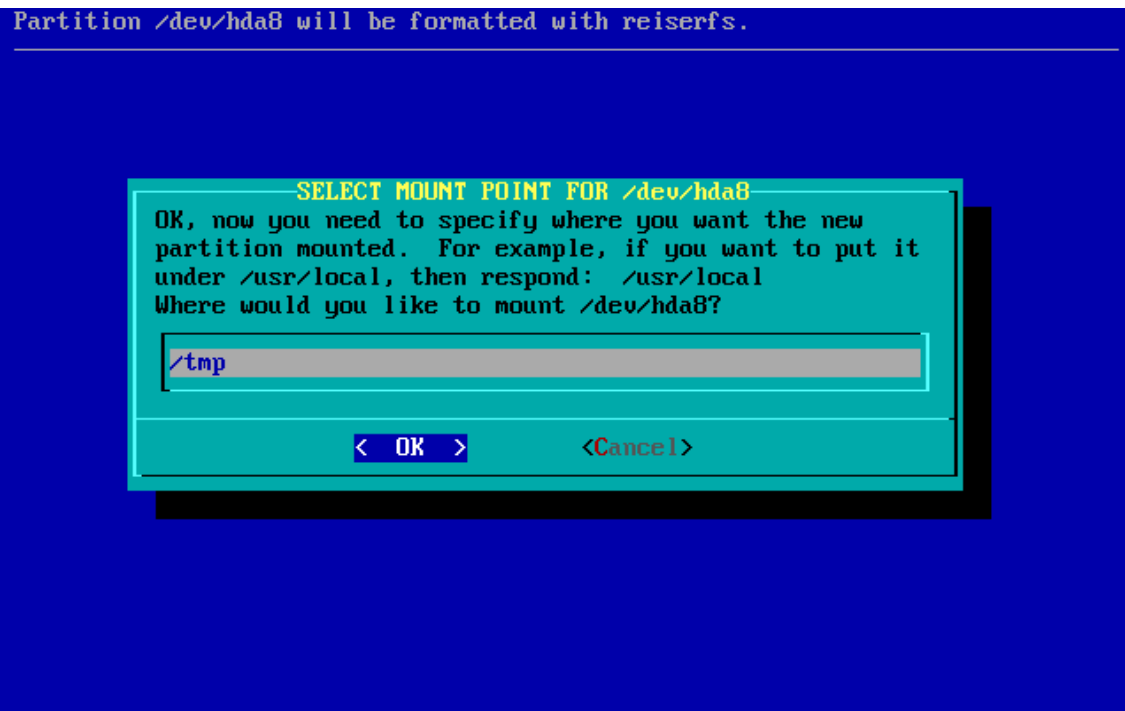 Partition /dev/hda8 will be formatted with reiserfs.
SELECT MOUNT POINT FOR /dev/hda8
OK, now you need to specify where you want the new
partition mounted.  For example, if you want to put it
under /usr/local, then respond:  /usr/local
Where would you like to mount /dev/hda8?
/tmp
<  OK  > <Cancel>